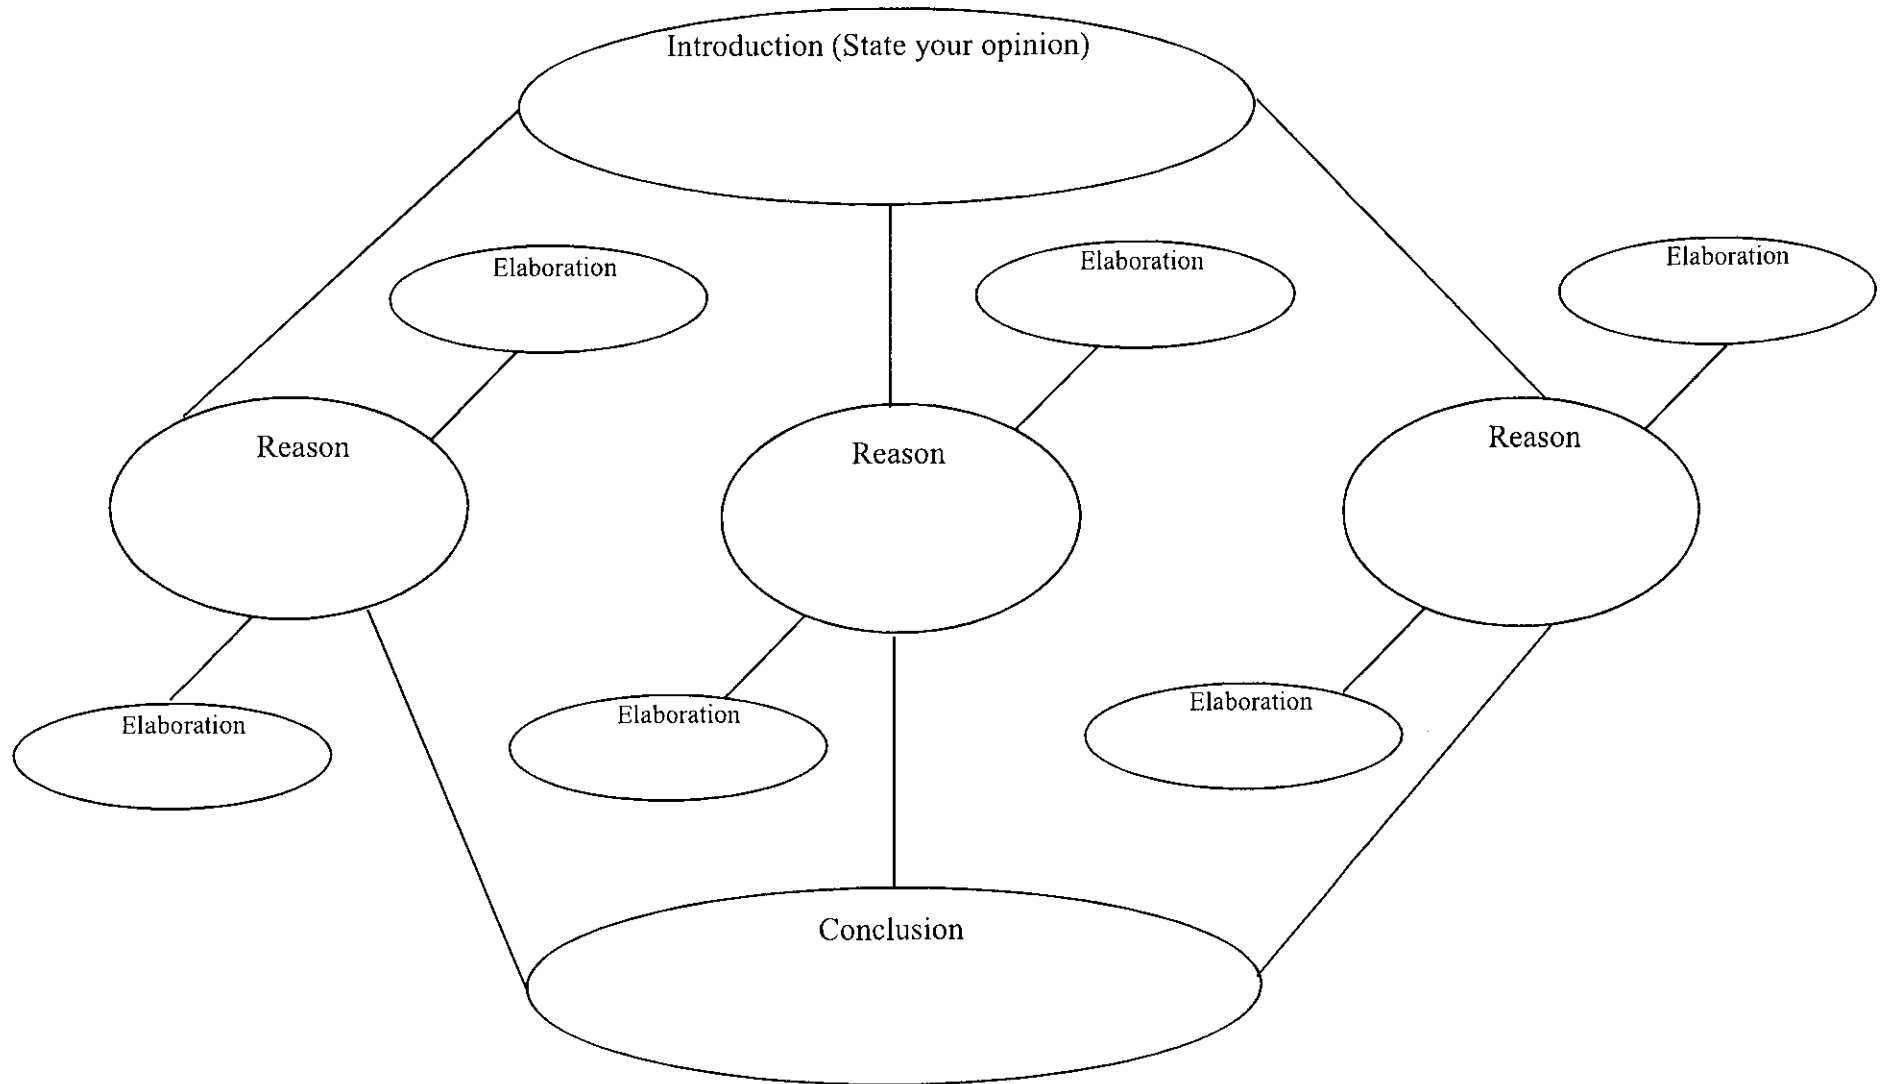 Introduction (State your opinion)
Elaboration
Elaboration
Elaboration
Reason
Reason
Reason
Elaboration
Elaboration
Elaboration
Conclusion